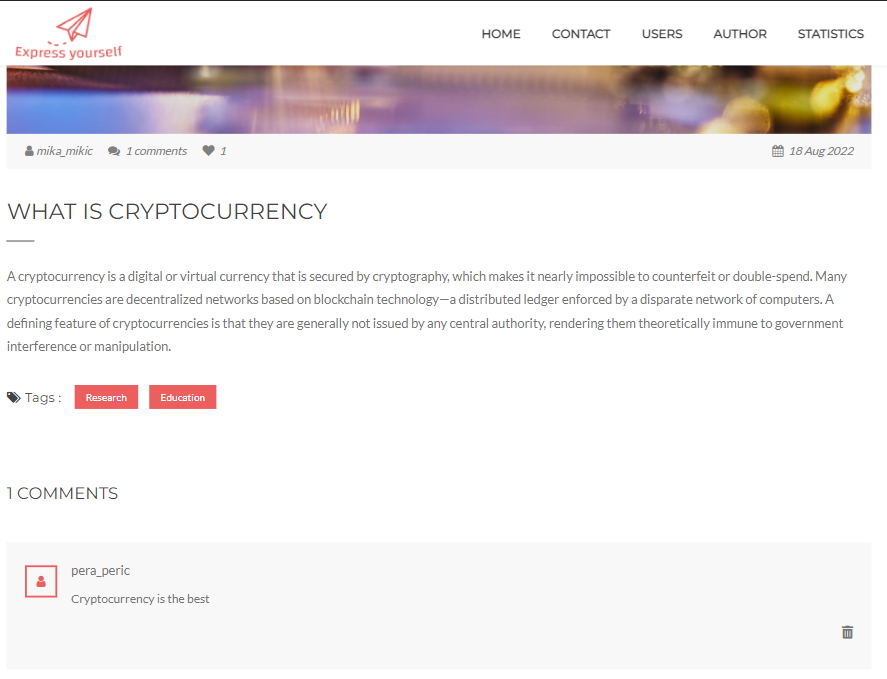 Express yourself
HOME CONTACT USERS AUTHOR STATISTICS
mika_mikic 1 comments 1 18 Aug 2022
WHAT IS CRYPTOCURRENCY
A cryptocurrency is a digital or virtual currency that is secured by cryptography, which makes it nearly impossible to counterfeit or double-spend. Many
cryptocurrencies are decentralized networks based on blockchain technology—a distributed ledger enforced by a disparate network of computers. A
defining feature of cryptocurrencies is that they are generally not issued by any central authority, rendering them theoretically immune to government
interference or manipulation.
Tags : Research Education
1 COMMENTS
pera_peric
Cryptocurrency is the best